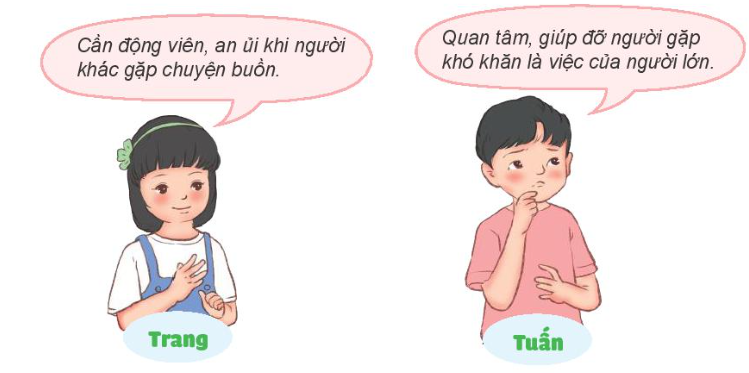 Cần động viên, an ủi khi người
khác gặp chuyện buồn.
Quan tâm, giúp đỡ người gặp
khó khăn là việc của người lớn.
Trang
Tuấn